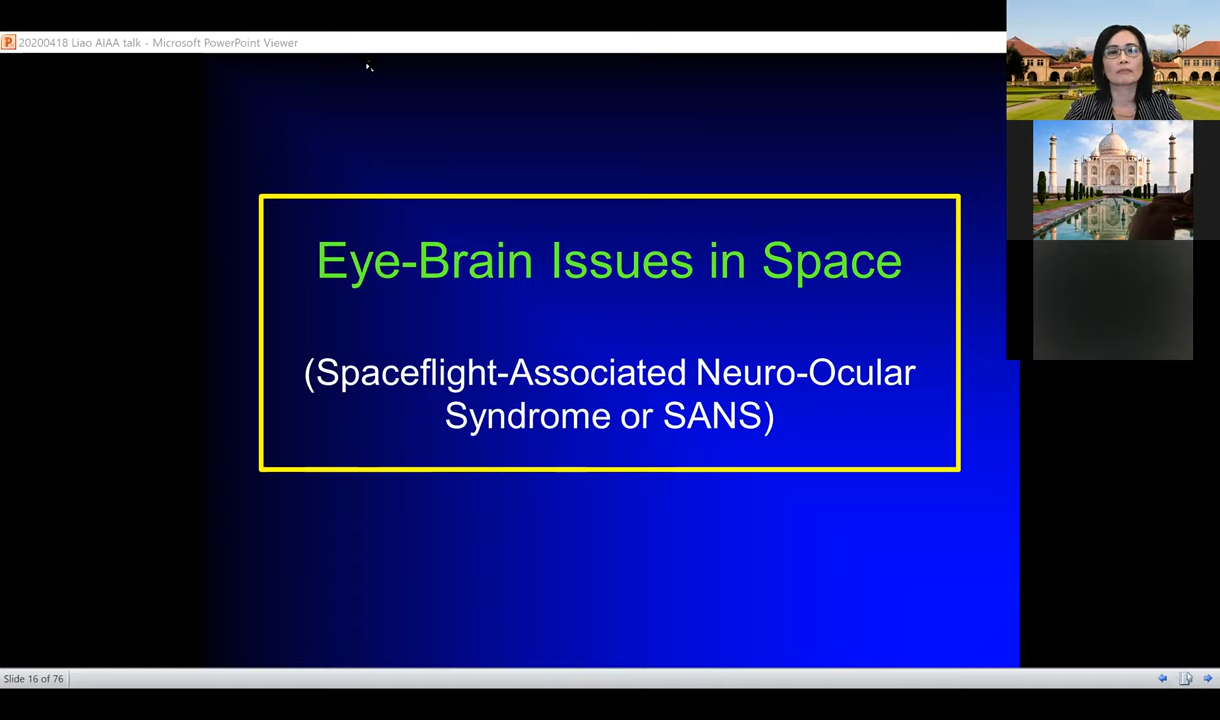 20200418 Liao AIAA talk - Microsoft PowerPoint Viewer
Eye-Brain Issues in Space
(Spaceflight-Associated Neuro-Ocular
Syndrome or SANS)
Slide 16 of 76